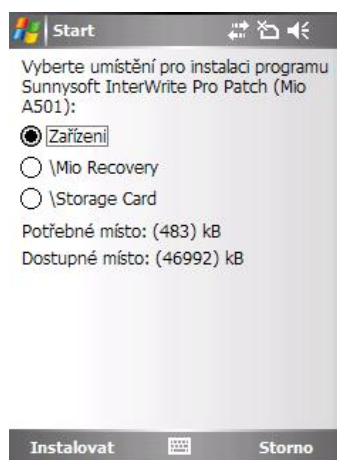 Start
Vyberte umístění pro instalaci programu
Sunnysoft InterWrite Pro Patch (Mio
A501):
Zařízení
\Mio Recovery
\Storage Card
Potřebné místo: (483) kB
Dostupné místo: (46992) kB
Instalovat
Storno